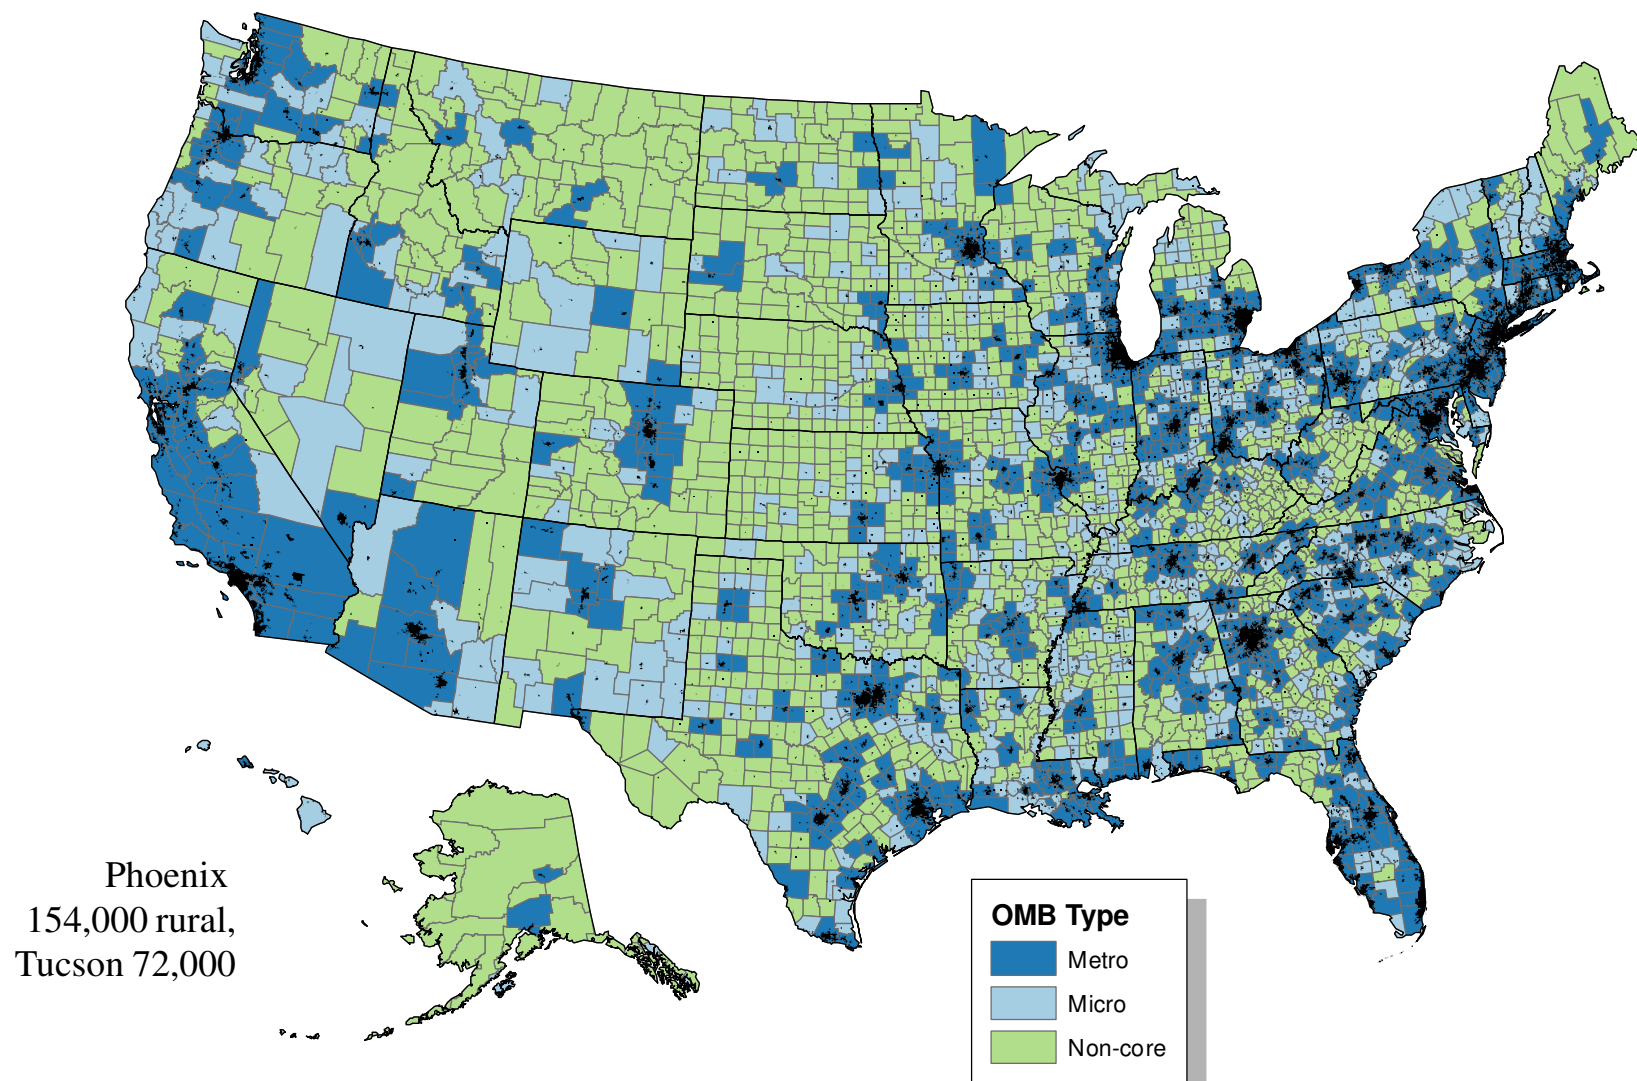 Phoenix
154,000 rural,
Tucson 72,000
OMB Type
Metro
Micro
Non-core